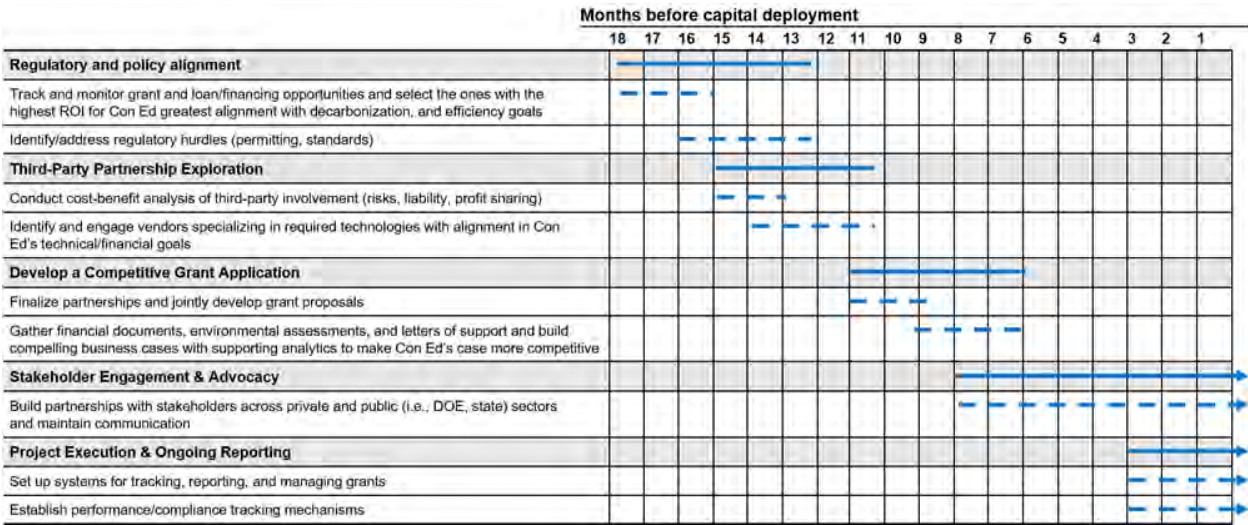 Months before capital deployment
18 17 16 15 14 13 12 11 10 9 8 7 6 5 4 3 2 1
Regulatory and policy alignment
Track and monitor grant and loan/financing opportunities and select the ones with the
highest ROI for Con Ed greatest alignment with decarbonization, and efficiency goals
Identify/address regulatory hurdles (permitting, standards)
Third-Party Partnership Exploration
Conduct cost-benefit analysis of third-party involvement (risks, liability, profit sharing)
Identify and engage vendors specializing in required technologies with alignment in Con
Ed's technical/financial goals
Develop a Competitive Grant Application
Finalize partnerships and jointly develop grant proposals
Gather financial documents, environmental assessments, and letters of support and build
compelling business cases with supporting analytics to make Con Ed's case more competitive
Stakeholder Engagement & Advocacy
Build partnerships with stakeholders across private and public (i.e., DOE, state) sectors
and maintain communication
Project Execution & Ongoing Reporting
Set up systems for tracking, reporting, and managing grants
Establish performance/compliance tracking mechanisms